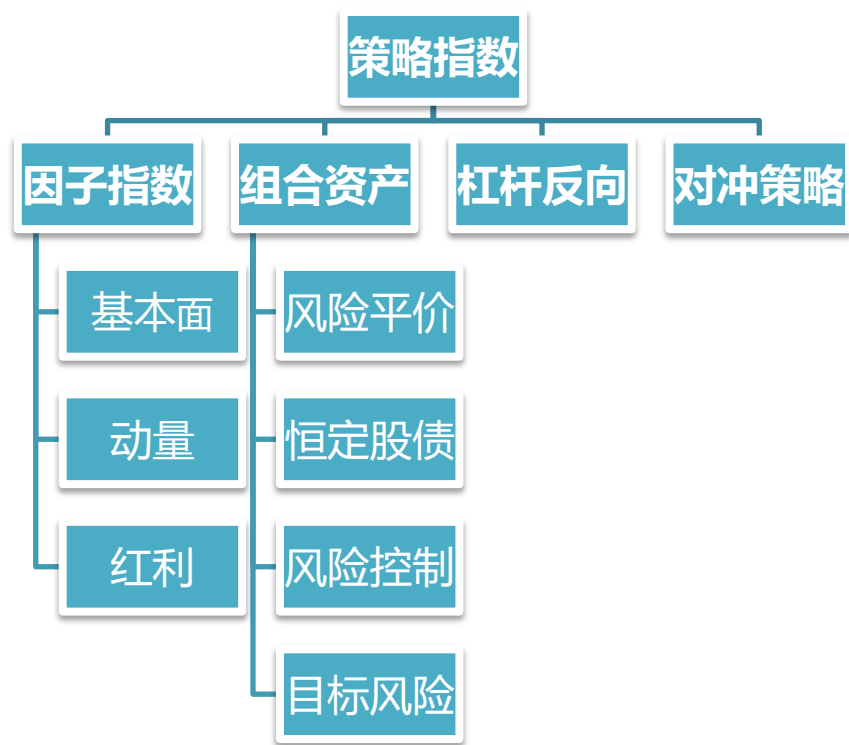 策略指数
因子指数
组合资产
杠杆反向
对冲策略
基本面
风险平价
动量
恒定股债
红利
风险控制
目标风险